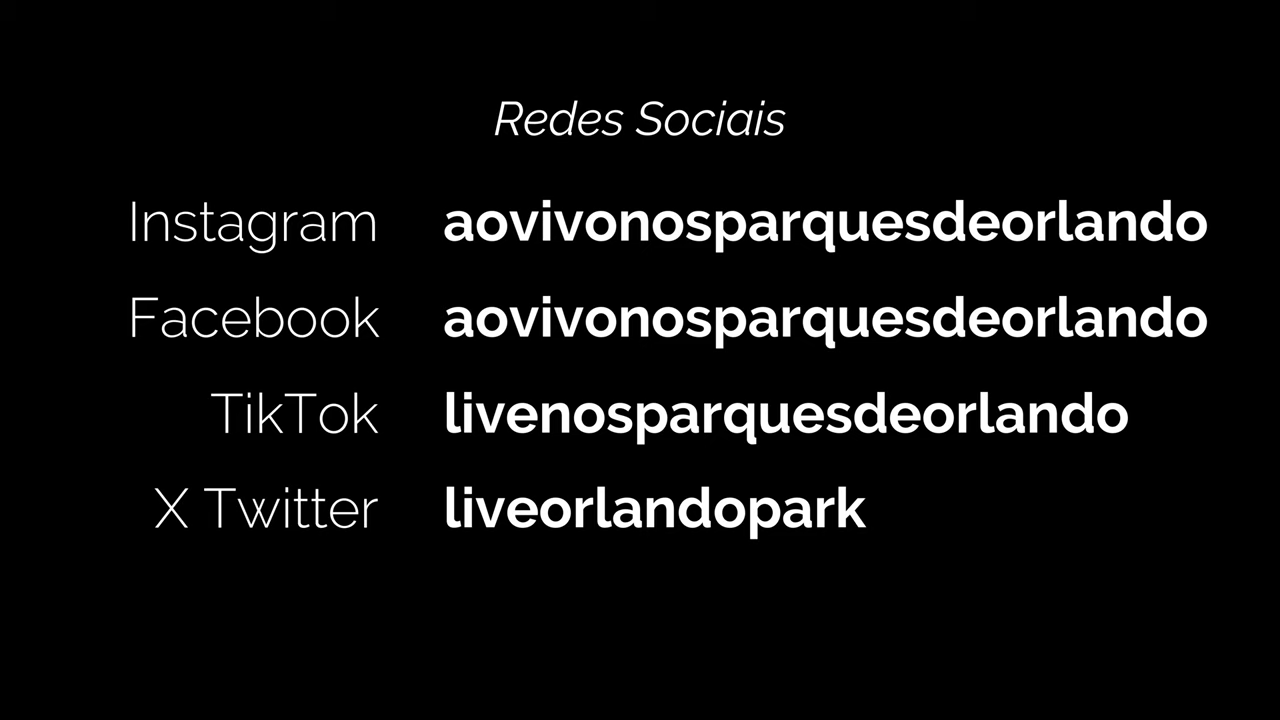 Redes Sociais
Instagram aovivonosparquesdeorlando
Facebook aovivonosparquesdeorlando
TikTok livenosparquesdeorlando
X Twitter liveorlandopark